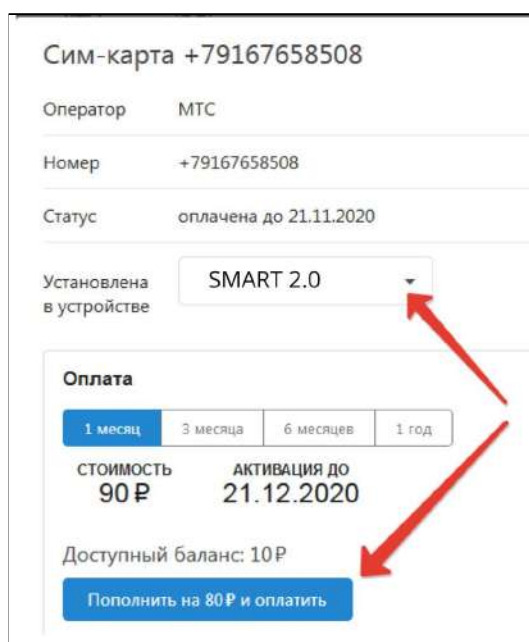 Сим-карта +79167658508
Оператор МТС
Номер +79167658508
Статус оплачена до 21.11.2020
Установлена в устройстве SMART 2.0
Оплата
1 месяц 3 месяца 6 месяцев 1 год
СТОИМОСТЬ АКТИВАЦИЯ ДО
90 ₽ 21.12.2020
Доступный баланс: 10 ₽
Пополнить на 80 ₽ и оплатить